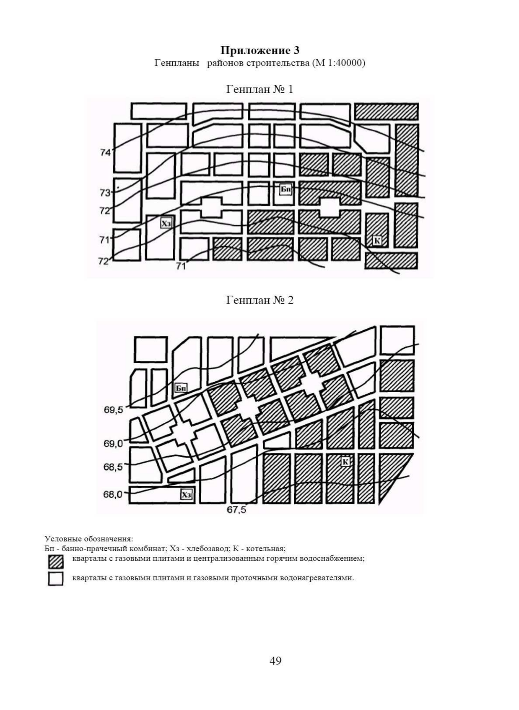 Приложение 3
Генпланы районов строительства (М 1:40000)
Генплан № 1
74
73
72
71
72
71
Бп
Хз
К
Генплан № 2
69,5
69,0
68,5
68,0
67,5
Бп
Хз
К
Условные обозначения:
Бп - банно-прачечный комбинат; Хз - хлебозавод; К - котельная;
кварталы с газовыми плитами и централизованным горячим водоснабжением;
кварталы с газовыми плитами и газовыми проточными водонагревателями.
49